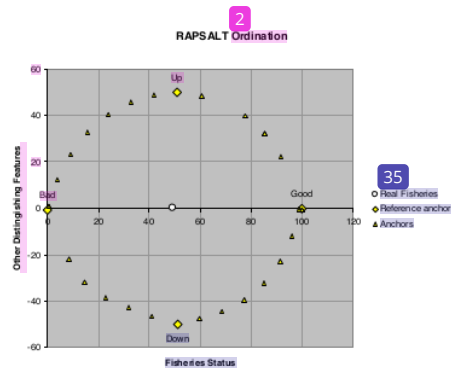 2
RAPSALT Ordination
60
Up
40
20
Bad
Good
35
Real Fisheries
0
20
40
60
80
100
120
Reference anchor
Anchors
Other Distinguishing Features
-20
-40
Down
-60
Fisheries Status